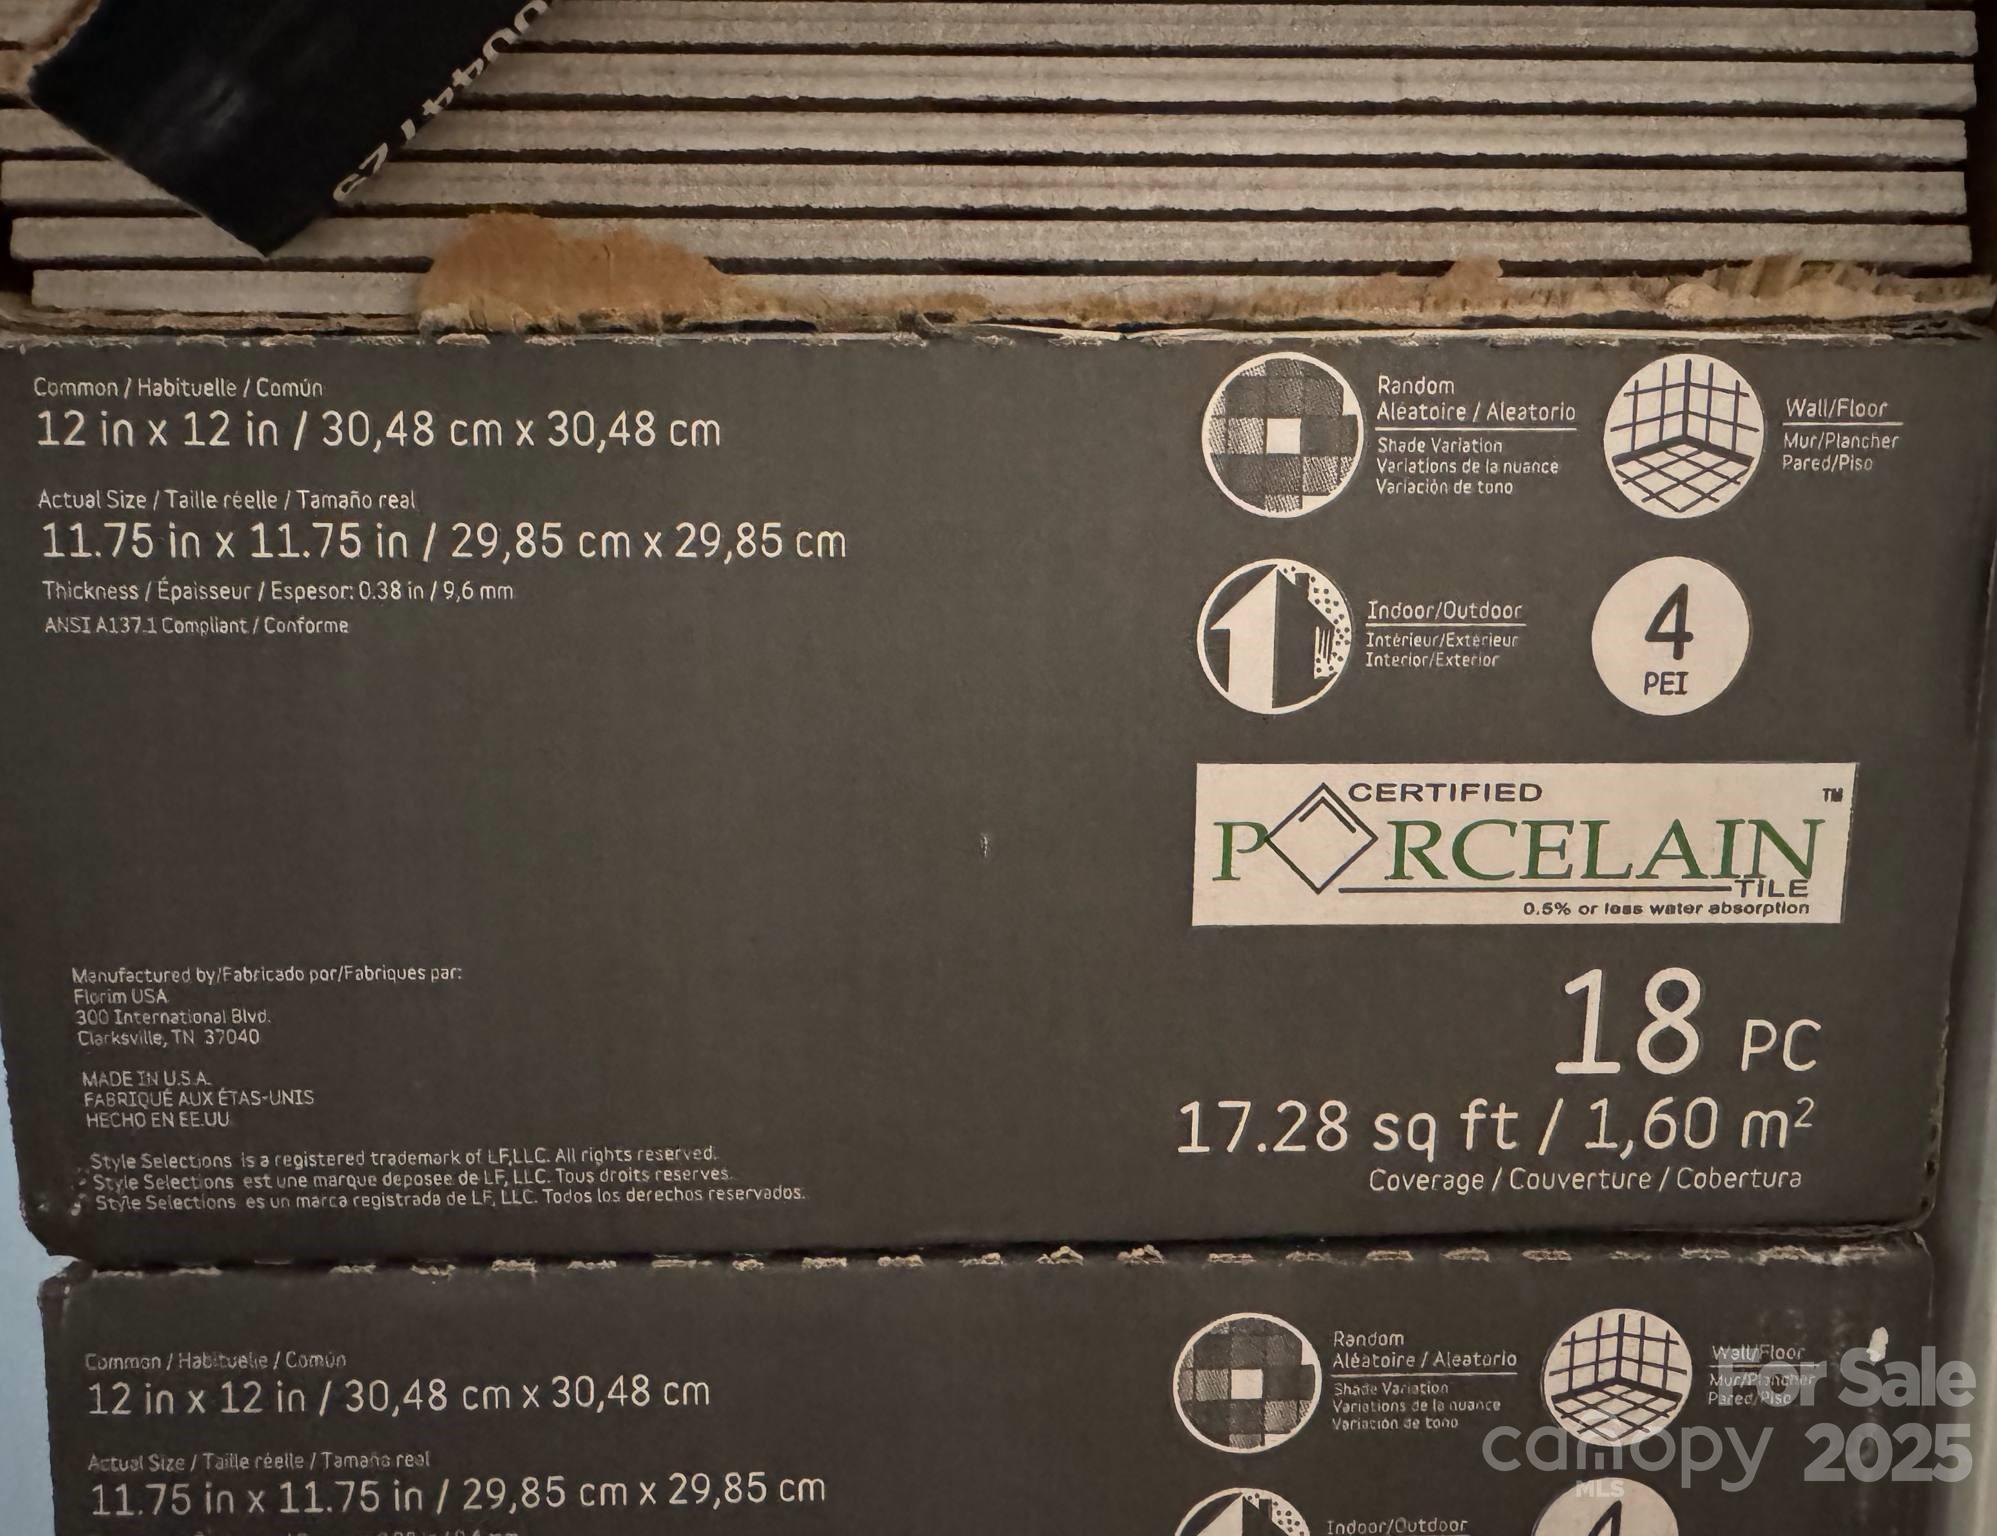 Common / Habituelle / Común
12 in x 12 in / 30,48 cm x 30,48 cm
Actual Size / Taille réelle / Tamaño real
11.75 in x 11.75 in / 29,85 cm x 29,85 cm
Thickness / Épaisseur / Espesor: 0.38 in / 9,6 mm
ANSI A137.1 Compliant / Conforme
Random
Aléatoire / Aleatorio
Shade Variation
Variations de la nuance
Variación de tono
Wall/Floor
Mur/Plancher
Pared/Piso
Indoor/Outdoor
Intérieur/Extérieur
Interior/Exterior
4
PEI
CERTIFIED
PORCELAIN
TM
TILE
0.5% or less water absorption
Manufactured by/Fabricado por/Fabriques par:
Florim USA
300 International Blvd.
Clarksville, TN 37040
MADE IN U.S.A.
FABRIQUÉ AUX ÉTAS-UNIS
HECHO EN EE.UU
Style Selections is a registered trademark of LF,LLC. All rights reserved.
Style Selections est une marque deposee de LF, LLC. Tous droits reserves.
Style Selections es un marca registrada de LF, LLC. Todos los derechos reservados.
18 PC
17.28 sq ft / 1,60 m²
Coverage / Couverture / Cobertura
Common / Habituelle / Común
12 in x 12 in / 30,48 cm x 30,48 cm
Actual Size / Taille réelle / Tamaño real
11.75 in x 11.75 in / 29,85 cm x 29,85 cm
Random
Aléatoire / Aleatorio
Shade Variation
Variations de la nuance
Variación de tono
Wall/Floor
Mur/Plancher
Pared/Piso
Indoor/Outdoor
4
For Sale
canopy 2025
MLS